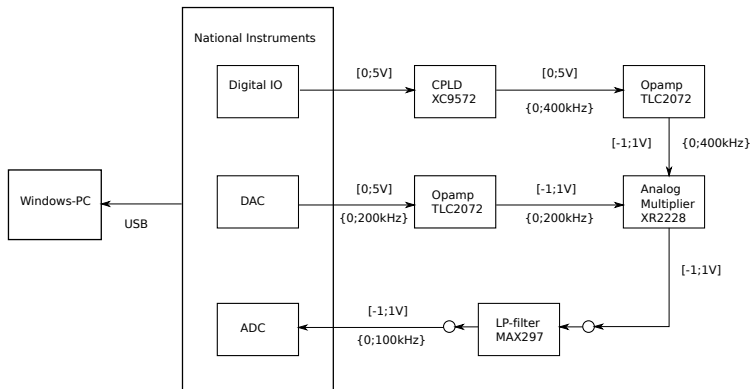 National Instruments
Digital IO
[0;5V]
CPLD
XC9572
[0;5V]
{0;400kHz}
Opamp
TLC2072
[-1;1V]
{0;400kHz}
Windows-PC
USB
DAC
[0;5V]
{0;200kHz}
Opamp
TLC2072
[-1;1V]
{0;200kHz}
Analog
Multiplier
XR2228
[-1;1V]
ADC
[-1;1V]
{0;100kHz}
LP-filter
MAX297